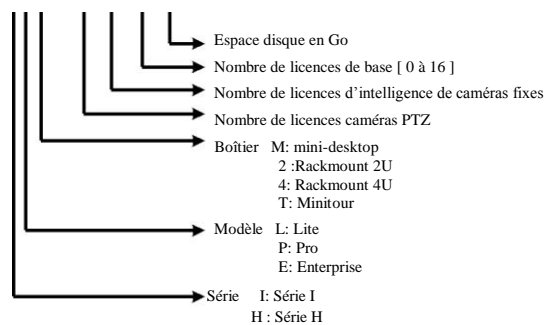 Espace disque en Go
Nombre de licences de base [ 0 à 16 ]
Nombre de licences d'intelligence de caméras fixes
Nombre de licences caméras PTZ
Boîtier M: mini-desktop
2 :Rackmount 2U
4: Rackmount 4U
T: Minitour
Modèle L: Lite
P: Pro
E: Enterprise
Série I: Série I
H : Série H